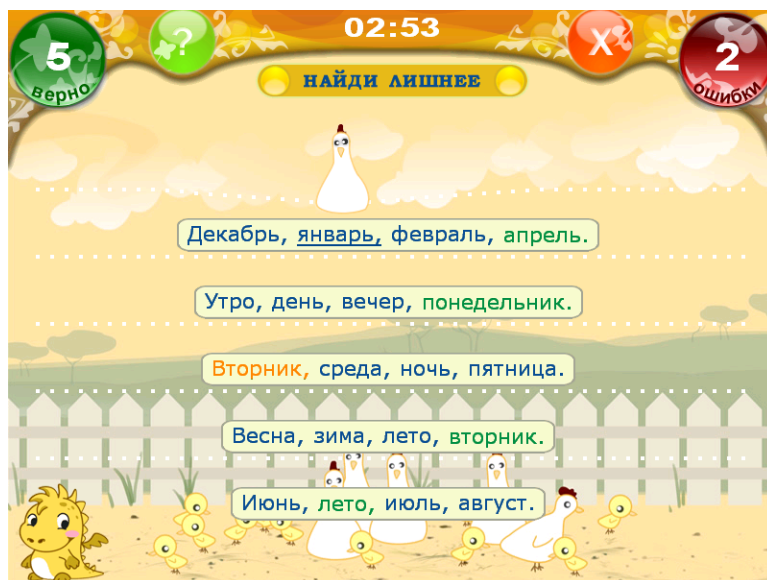 02:53
5
верно
?
X
2
ошибки
НАЙДИ ЛИШНЕЕ
Декабрь, январь, февраль, апрель.
Утро, день, вечер, понедельник.
Вторник, среда, ночь, пятница.
Весна, зима, лето, вторник.
Июнь, лето, июль, август.